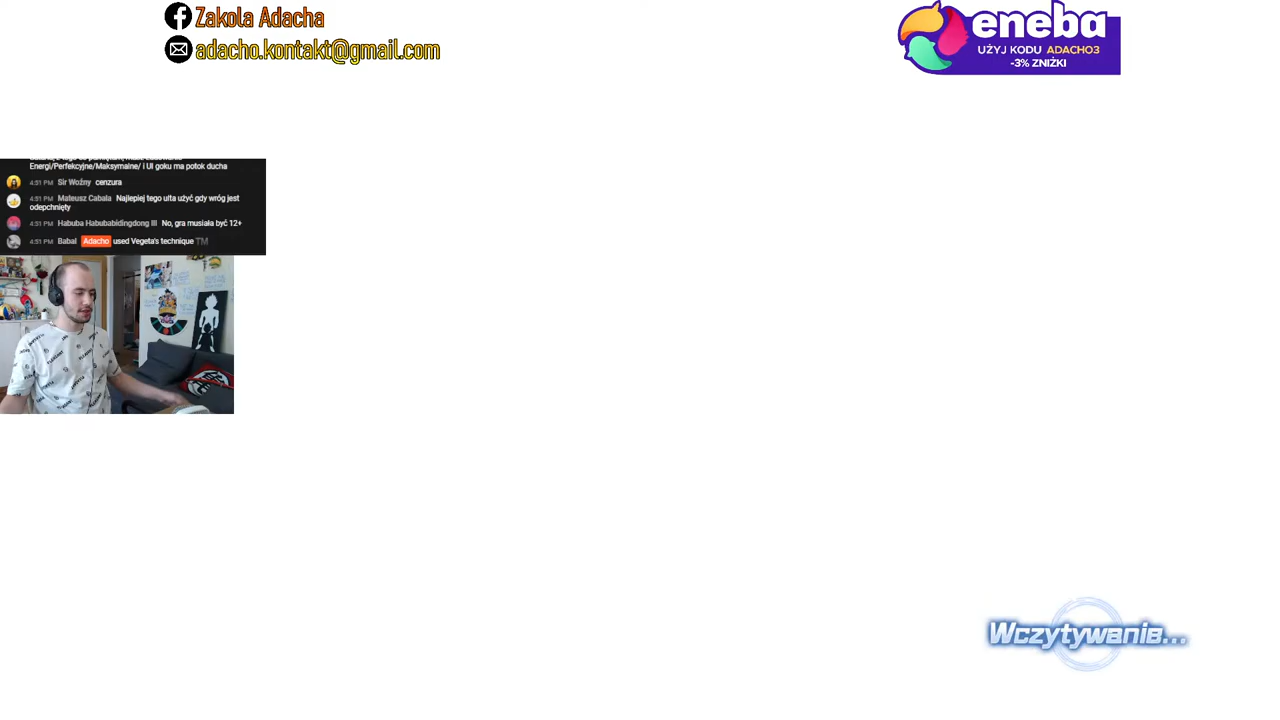 Zakola Adacha
adacho.kontakt@gmail.com
eneba
UŻYJ KODU ADACHO3
-3% ZNIŻKI
Energi/Perfekcyjne/Maksymalne/ i UI goku ma potok ducha
4:51 PM Sir Woźny cenzura
4:51 PM Mateusz Cabala Najlepiej tego ulta użyć gdy wróg jest
odepchnięty
4:51 PM Habuba Habubabidingdong III No, gra musiała być 12+
4:51 PM Babal Adacho used Vegeta's technique TM
Wczytywanie...